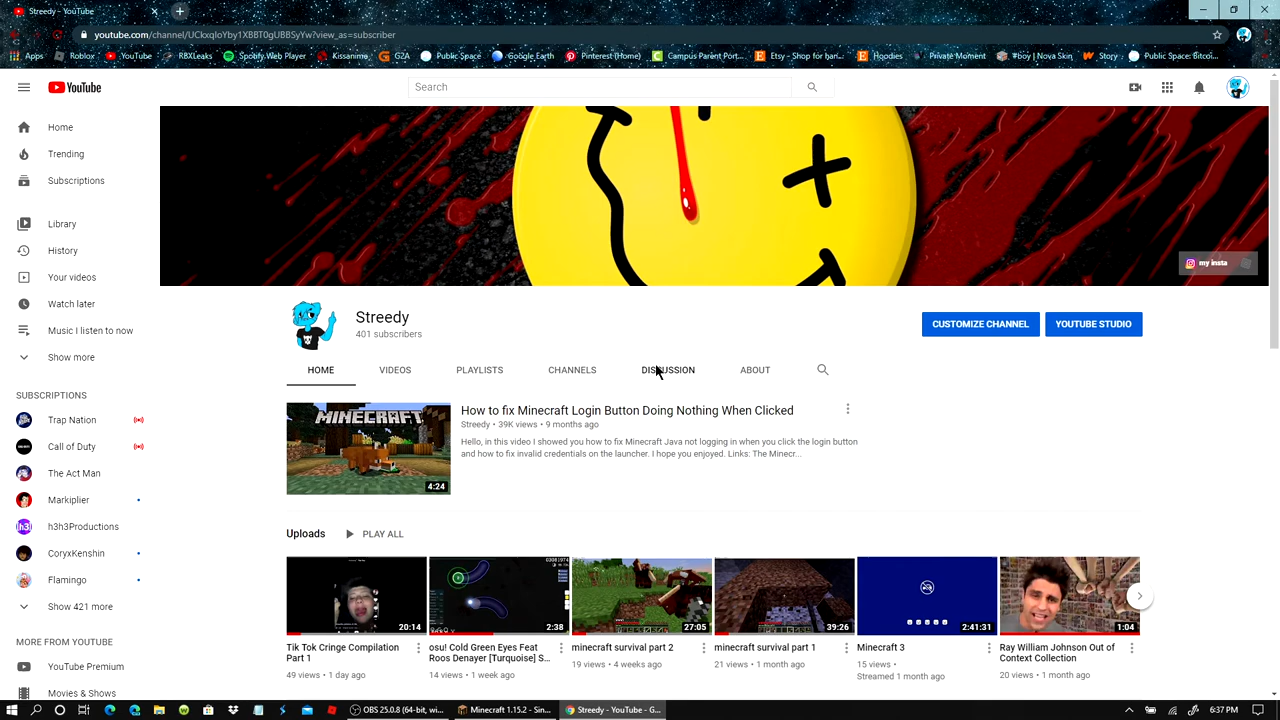 Streedy - YouTube
youtube.com/channel/UCkxqIoYby1XBBT0gUBBSyYw?view_as=subscriber
Apps Roblox YouTube RBXLeaks Spotify Web Player Kissanime G2A Public Space Google Earth Pinterest (Home) Campus Parent Port... Etsy - Shop for han... Hoodies Private Moment #boy | Nova Skin Story Public Space: Bitcoi...
YouTube
Search
Home
Trending
Subscriptions
Library
History
Your videos
Watch later
Music I listen to now
Show more
SUBSCRIPTIONS
Trap Nation
Call of Duty
The Act Man
Markiplier
h3h3Productions
CoryxKenshin
Flamingo
Show 421 more
MORE FROM YOUTUBE
YouTube Premium
Movies & Shows
my insta
Streedy
401 subscribers
CUSTOMIZE CHANNEL
YOUTUBE STUDIO
HOME VIDEOS PLAYLISTS CHANNELS DISCUSSION ABOUT
MINECRAFT
4:24
How to fix Minecraft Login Button Doing Nothing When Clicked
Streedy • 39K views • 9 months ago
Hello, in this video I showed you how to fix Minecraft Java not logging in when you click the login button
and how to fix invalid credentials on the launcher. I hope you enjoyed. Links: The Minecr...
Uploads PLAY ALL
20:14
Tik Tok Cringe Compilation
Part 1
49 views • 1 day ago
2:38
osu! Cold Green Eyes Feat
Roos Denayer [Turquoise] S...
14 views • 1 week ago
27:05
minecraft survival part 2
19 views • 4 weeks ago
39:26
minecraft survival part 1
21 views • 1 month ago
2:41:31
Minecraft 3
15 views •
Streamed 1 month ago
1:04
Ray William Johnson Out of
Context Collection
20 views • 1 month ago
OBS 25.0.8 (64-bit, wi... Minecraft 1.15.2 - Sin... Streedy - YouTube - G... 6:37 PM